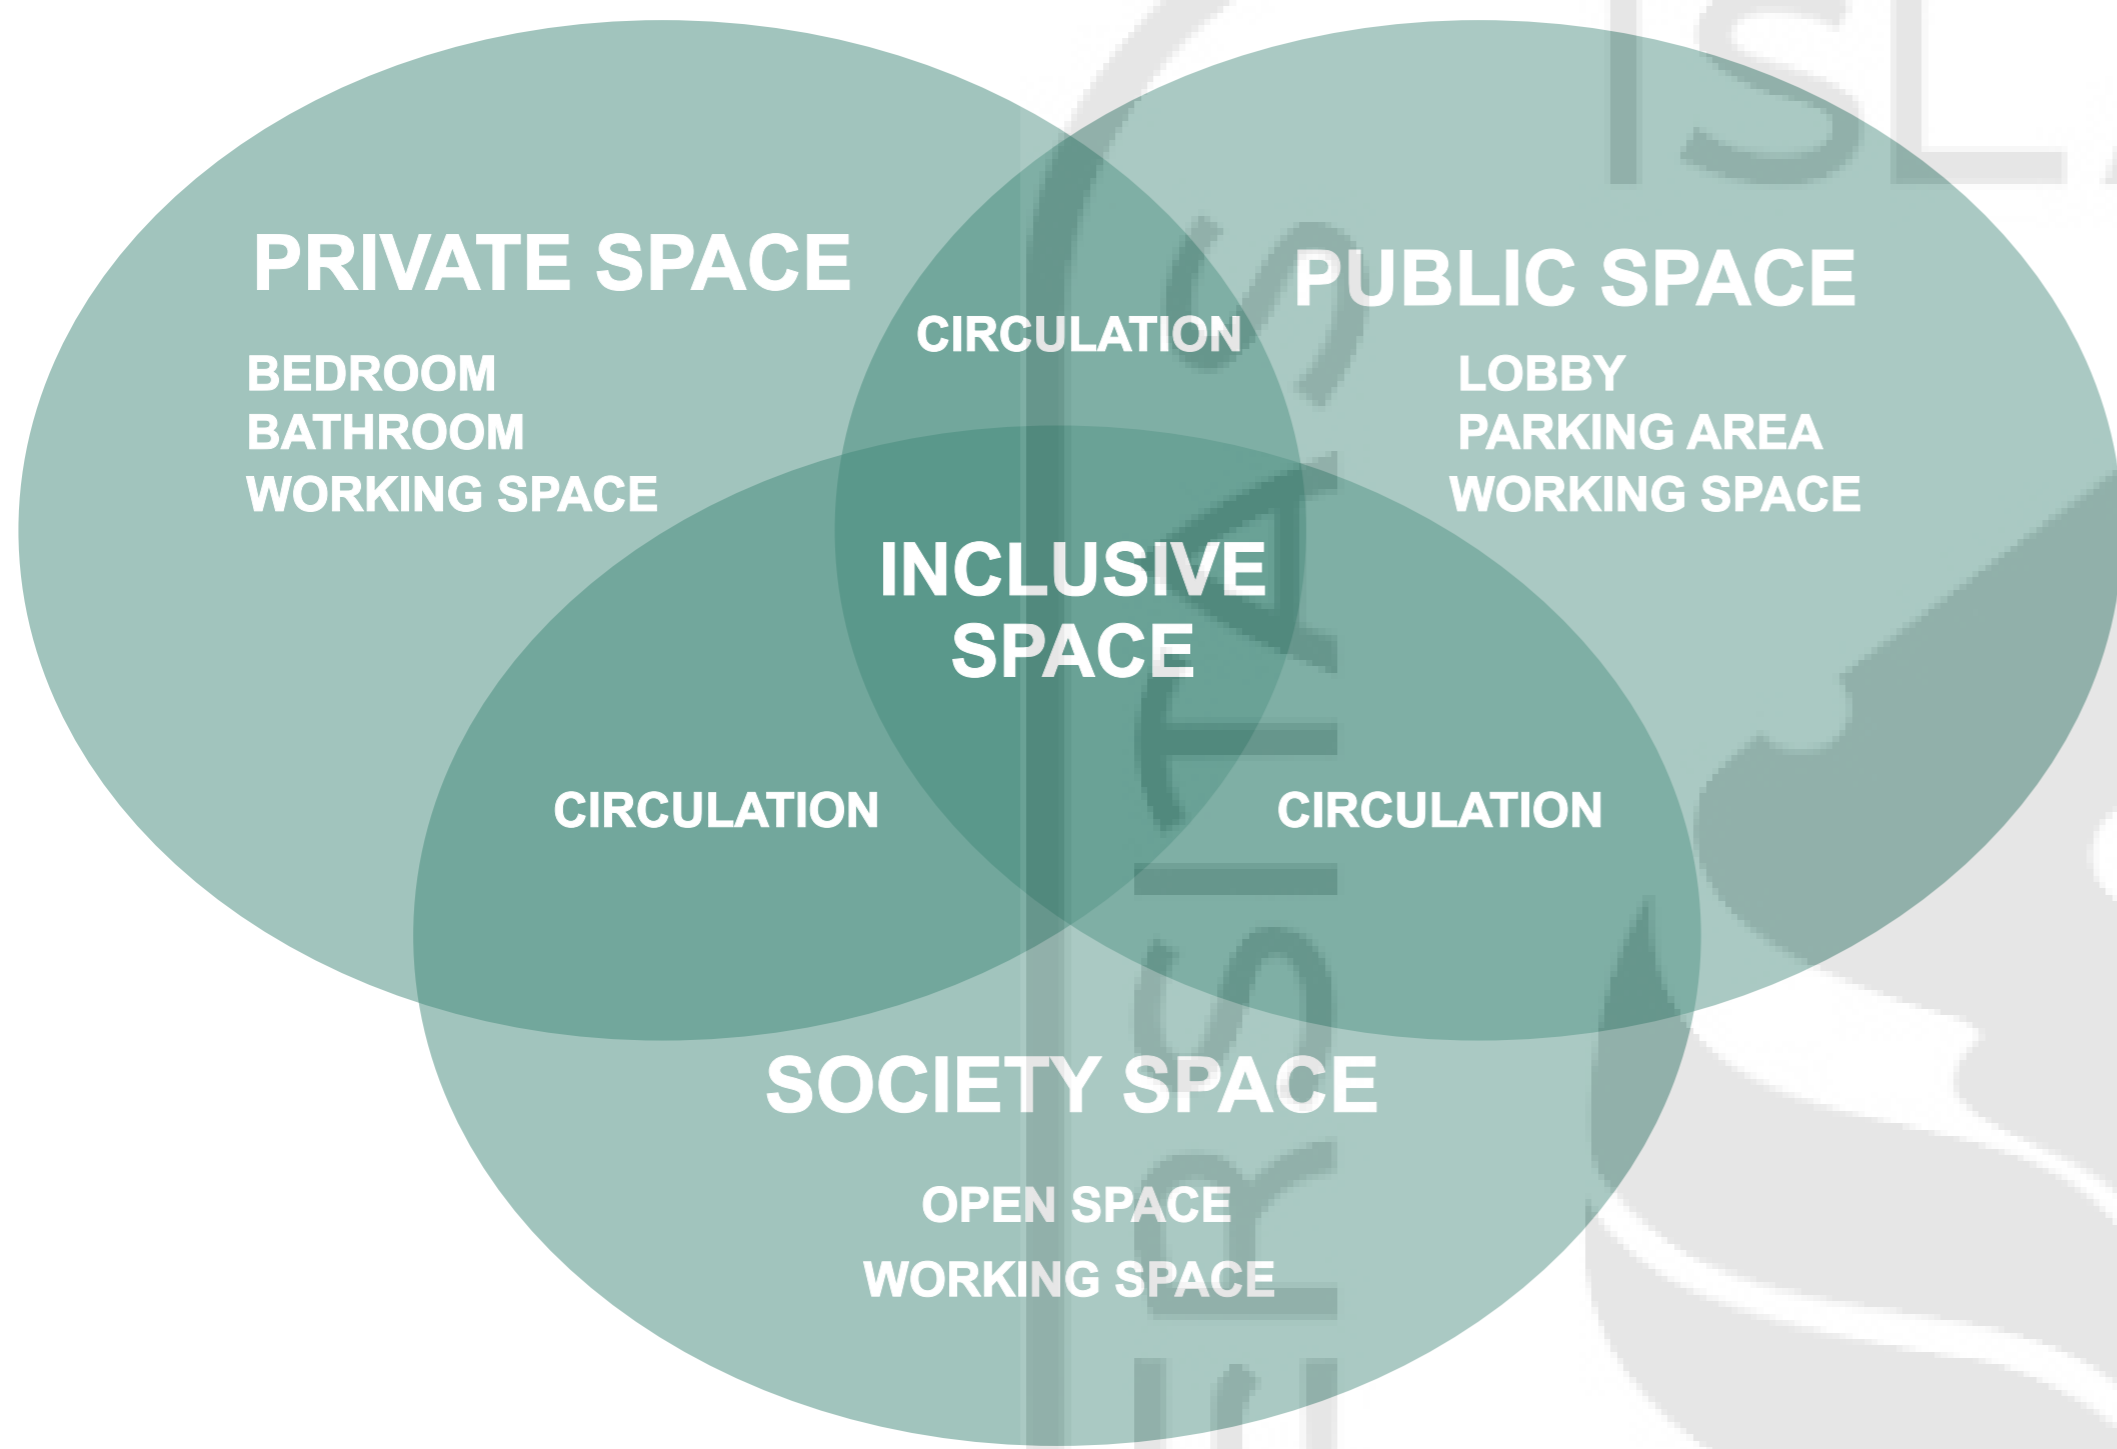 PRIVATE SPACE
BEDROOM
BATHROOM
WORKING SPACE
CIRCULATION
PUBLIC SPACE
LOBBY
PARKING AREA
WORKING SPACE
INCLUSIVE
SPACE
CIRCULATION
CIRCULATION
SOCIETY SPACE
OPEN SPACE
WORKING SPACE